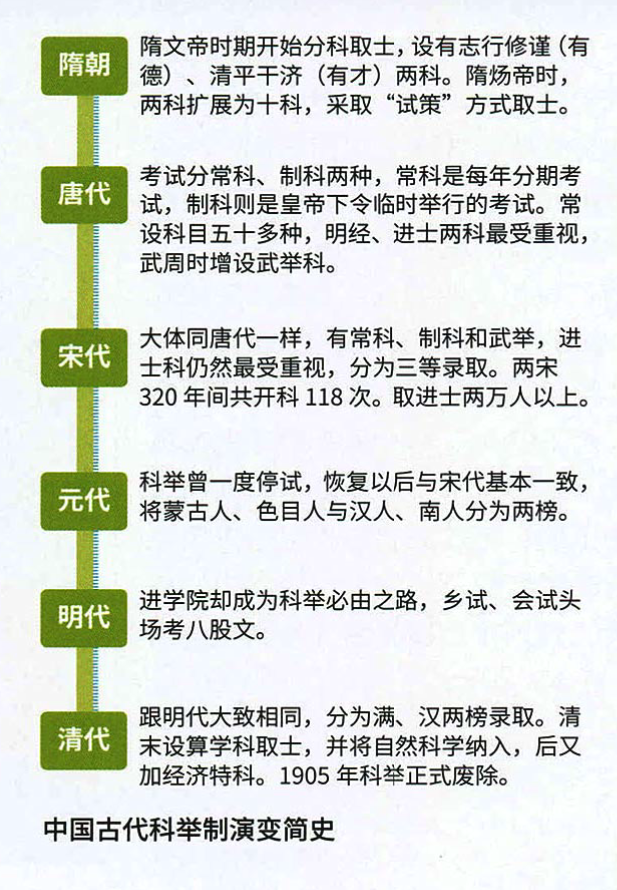 隋朝
隋文帝时期开始分科取士，设有志行修谨（有
德）、清平干济（有才）两科。隋炀帝时，
两科扩展为十科，采取“试策”方式取士。
唐代
考试分常科、制科两种，常科是每年分期考
试，制科则是皇帝下令临时举行的考试。常
设科目五十多种，明经、进士两科最受重视，
武周时增设武举科。
宋代
大体同唐代一样，有常科、制科和武举，进
士科仍然最受重视，分为三等录取。两宋
320 年间共开科 118 次。取进士两万人以上。
元代
科举曾一度停试，恢复以后与宋代基本一致，
将蒙古人、色目人与汉人、南人分为两榜。
明代
进学院却成为科举必由之路，乡试、会试头
场考八股文。
清代
跟明代大致相同，分为满、汉两榜录取。清
末设算学科取士，并将自然科学纳入，后又
加经济特科。1905 年科举正式废除。
中国古代科举制演变简史